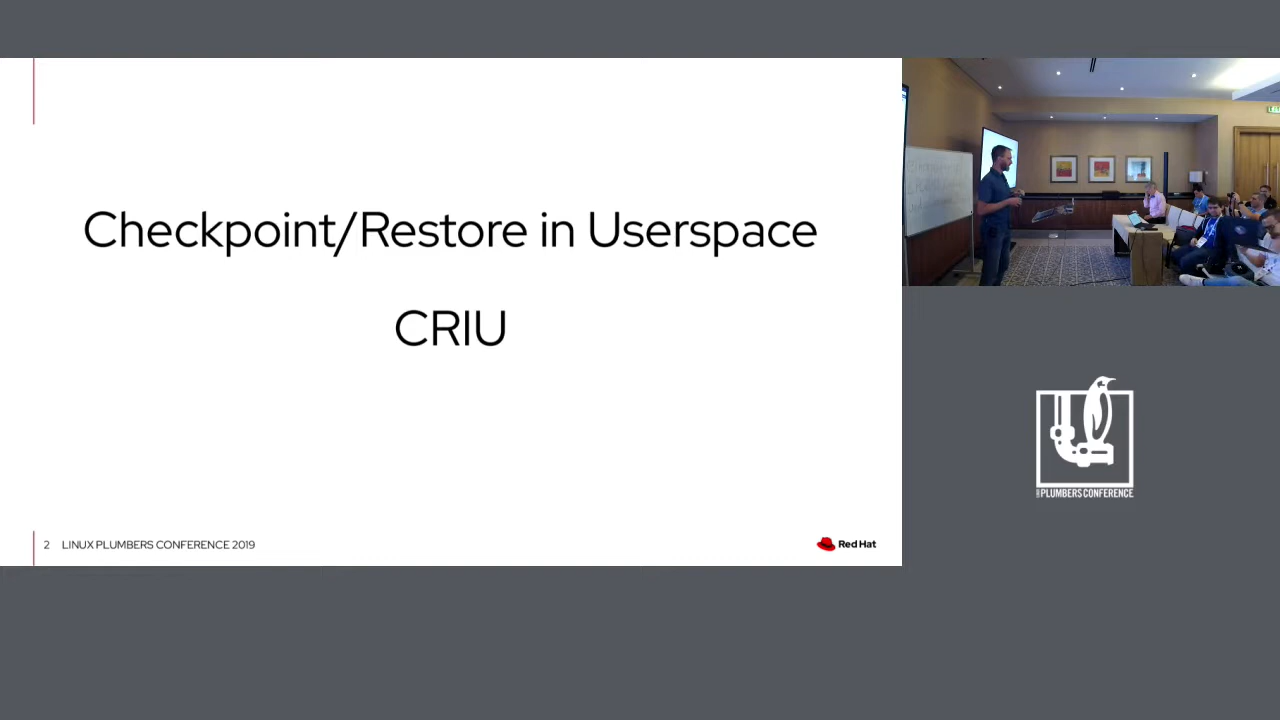 Checkpoint/Restore in Userspace
CRIU
2 LINUX PLUMBERS CONFERENCE 2019
Red Hat
PLUMBERS CONFERENCE